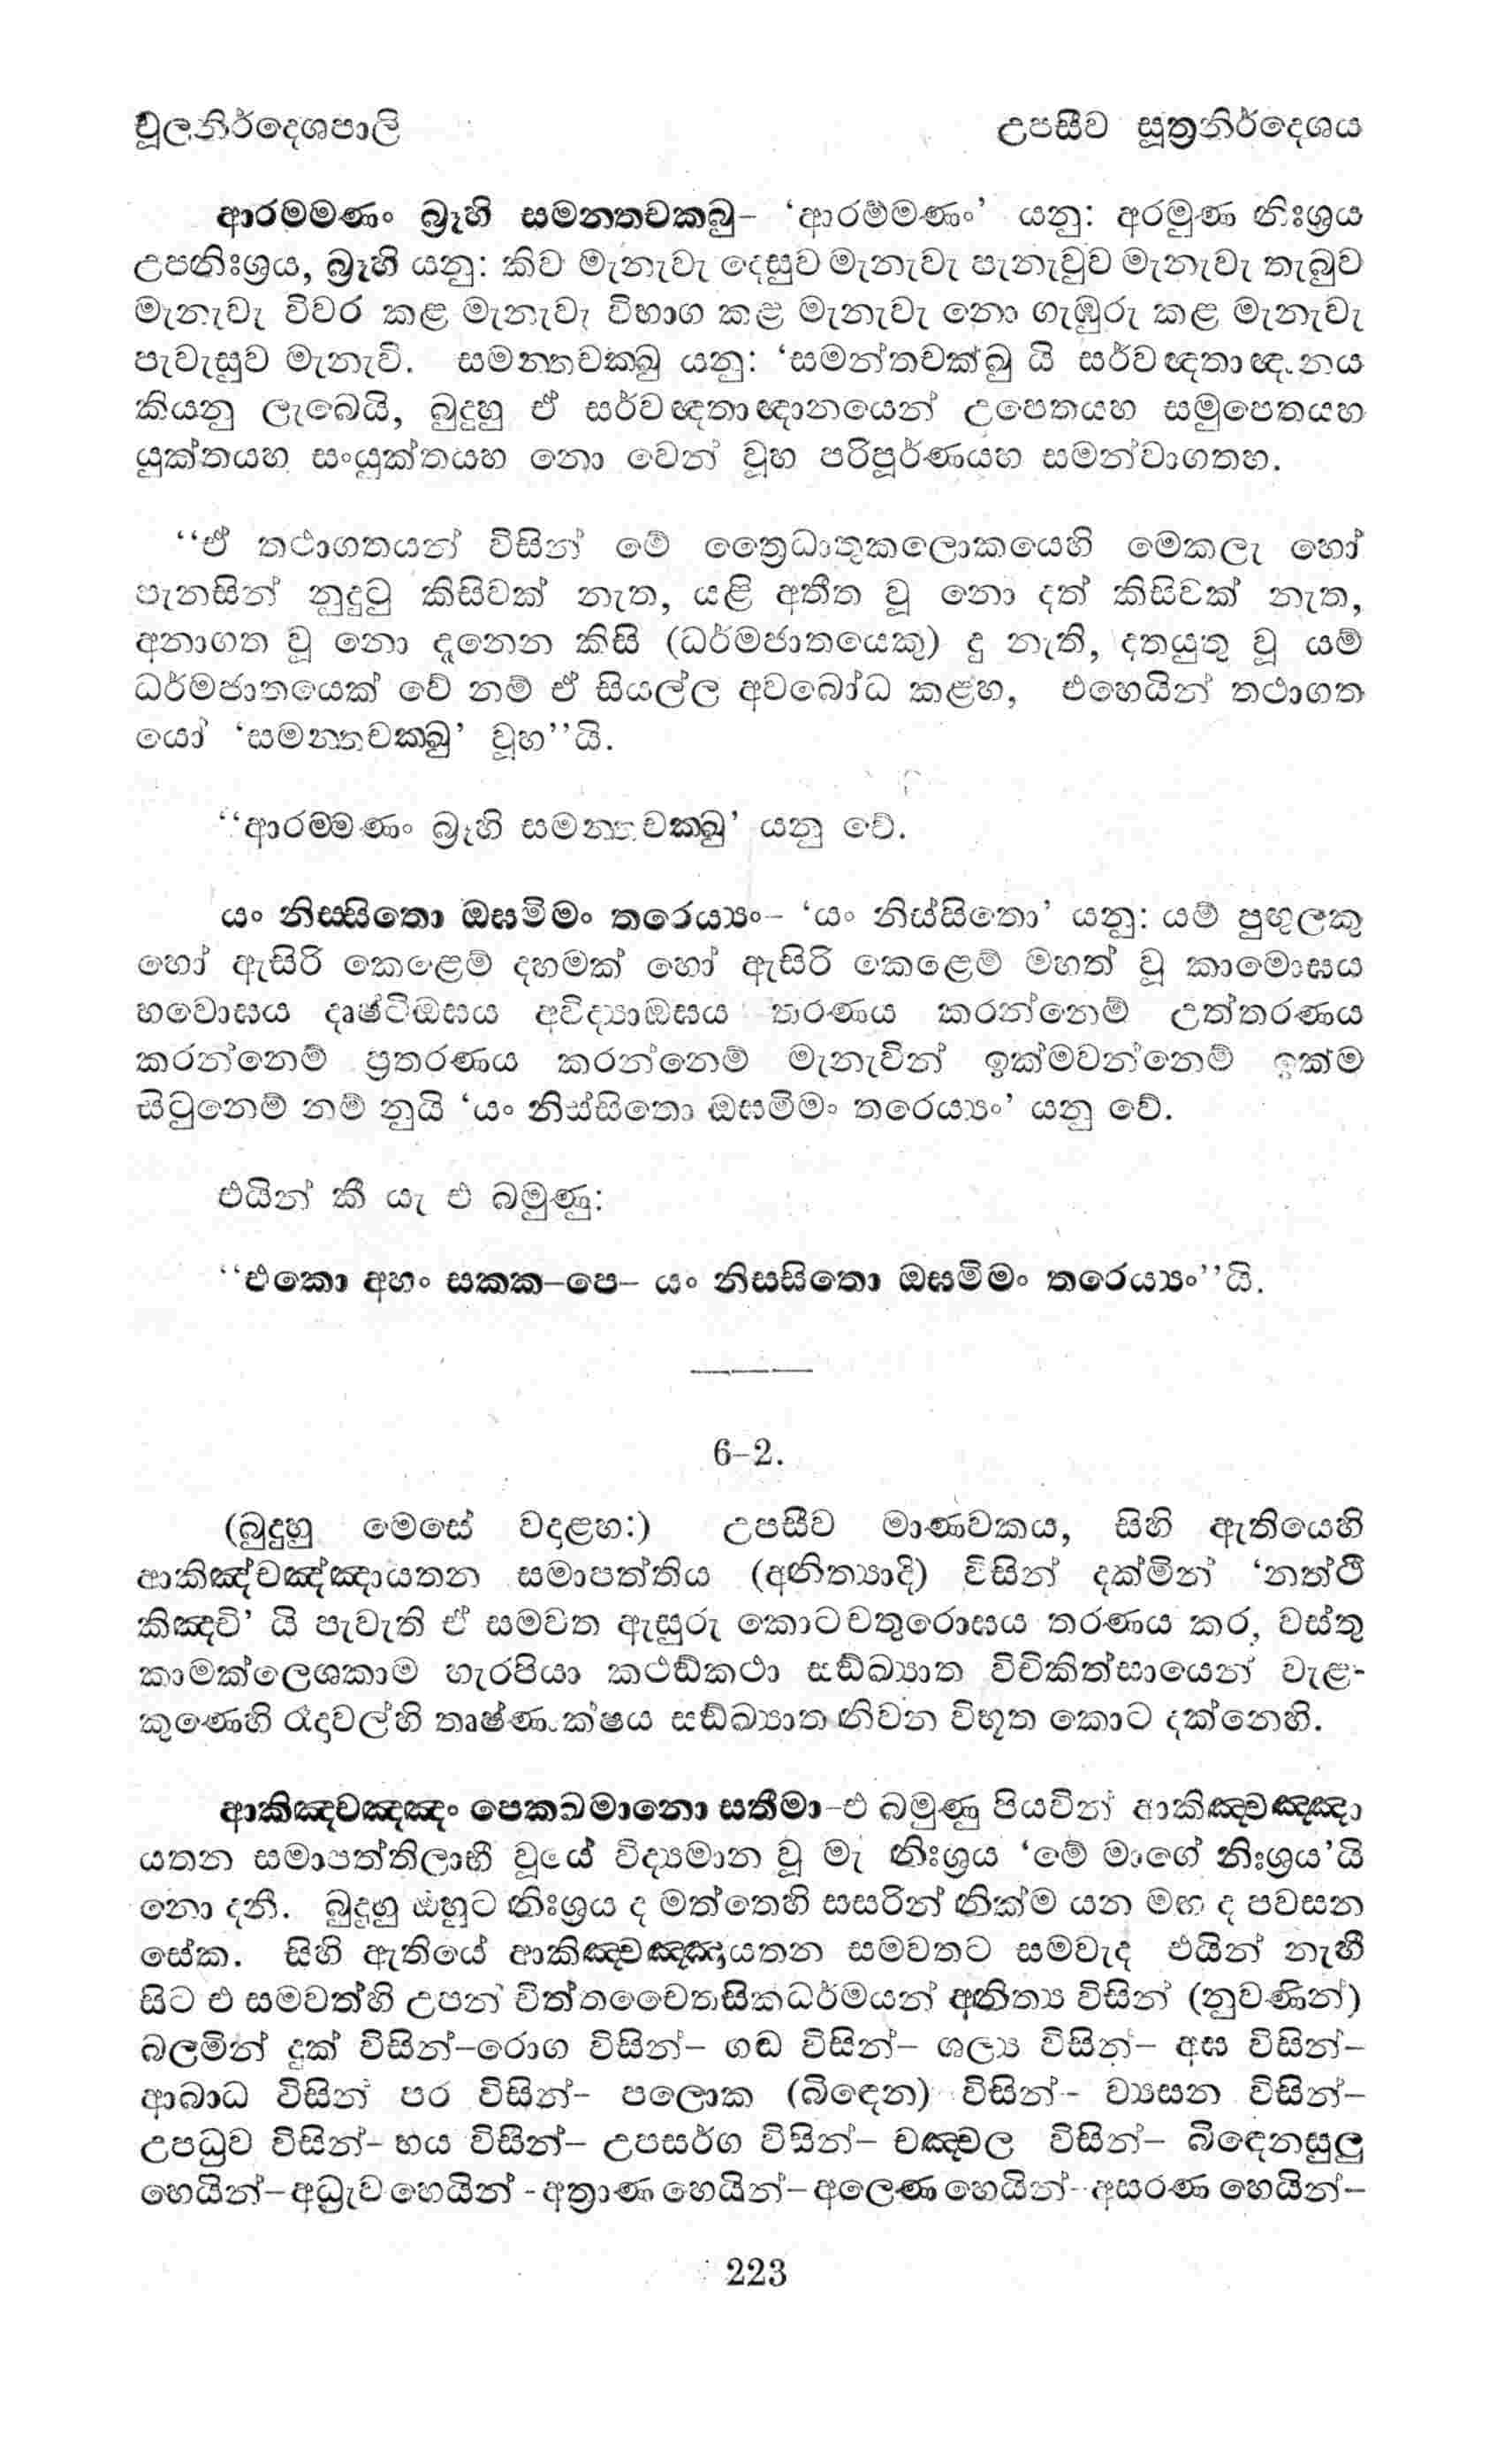 චූලනිර්දෙශපාලි උපසීව සූත්‍රනිර්දෙශය
ආරම‍මණං බ්‍රූහි සමන‍තචක‍ඛු– ‘ආරම්මණං’ යනු: අරමුණ නිඃශ්‍රය
උපනිඃශ්‍රය, බ්‍රූහි යනු: කිව මැනැවැ දෙසුව මැනැවැ පැනැවුව මැනැවැ තැබුව
මැනැවැ විවර කළ මැනැවැ විභාග කළ මැනැවැ නො ගැඹුරු කළ මැනැවැ
පැවැසුව මැනැවි. සමන්තචක්ඛු යනු: ‘සමන්තචක්ඛු යි සර්වඥතාඥානය
කියනු ලැබෙයි, බුදුහු ඒ සර්වඥතාඥානයෙන් උපෙතයහ සමුපෙතයහ
යුක්තයහ සංයුක්තයහ නො වෙන් වූහ පරිපූර්ණයහ සමන්වාගතහ.
“ඒ තථාගතයන් විසින් මේ ත්‍රෛධාතුකලොකයෙහි මෙකලැ හෝ
පැනසින් නුදුටු කිසිවක් නැත, යළි අතීත වූ නො දත් කිසිවක් නැත,
අනාගත වූ නො දැනෙන කිසි (ධර්මජාතයෙකු) දු නැති, දතයුතු වූ යම්
ධර්මජාතයෙක් වේ නම් ඒ සියල්ල අවබෝධ කළහ, එහෙයින් තථාගත
යෝ ‘සමන්තචක්ඛු’ වූහ”යි.
“ආරම්මණං බ්‍රූහි සමන්තචක්ඛු’ යනු වේ.
යං නිස‍සිතො ඔඝමිමං තරෙය්‍යං– ‘යං නිස්සිතො’ යනු: යම් පුඟුලකු
හෝ ඇසිරි කෙළෙම් දහමක් හෝ ඇසිරි කෙළෙම් මහත් වූ කාමොඝය
භවොඝය දෘෂ්ටිඔඝය අවිද්‍යාඔඝය තරණය කරන්නෙම් උත්තරණය
කරන්නෙම් ප්‍රතරණය කරන්නෙම් මැනැවින් ඉක්මවන්නෙම් ඉක්ම
සිටුනෙම් නම් නුයි ‘යං නිස්සිතො ඔඝමිමං තරෙය්‍යං’ යනු වේ.
එයින් කී යැ එ බමුණු:
“එකො අහං සක‍ක–පෙ– යං නිස‍සිතො ඔඝමිමං තරෙය්‍යං”යි.
6–2.
(බුදුහු මෙසේ වදාළහ:) උපසීව මාණවකය, සිහි ඇතියෙහි
ආකිඤ්චඤ්ඤායතන සමාපත්තිය (අනිත්‍යාදි) විසින් දක්මින් ‘නත්ථි
කිඤ්චි’ යි පැවැති ඒ සමවත ඇසුරු කොට චතුරොඝය තරණය කර, වස්තු
කාමක්ලෙශකාම හැරපියා කථඞ්කථා සඞ්ඛ්‍යාත විචිකිත්සායෙන් වැළ-
කුණෙහි රෑදාවල්හි තෘෂ්ණාක්ෂය සඞ්ඛ්‍යාත නිවන විභූත කොට දක්නෙහි.
ආකිඤ‍චඤ‍ඤං පෙක‍ඛමානො සතීමා–එ බමුණු පියවින් ආකිඤ්චඤ්ඤා
යතන සමාපත්තිලාභී වූයේ විද්‍යමාන වූ මැ නිඃශ්‍රය ‘මේ මාගේ නිඃශ්‍රය’යි
නො දනී. බුදුහු ඔහුට නිඃශ්‍රය ද මත්තෙහි සසරින් නික්ම යන මඟ ද පවසන
සේක. සිහි ඇතියේ ආකිඤ්චඤ්ඤායතන සමවතට සමවැද එයින් නැඟී
සිට එ සමවත්හි උපන් චිත්තචෛතසිකධර්මයන් අනිත්‍ය විසින් (නුවණින්)
බලමින් දුක් විසින්–රොග විසින්– ගඬ විසින්– ශල්‍ය විසින්– අඝ විසින්–
ආබාධ විසින් පර විසින්– පලොක (බිඳෙන) විසින්– ව්‍යසන විසින්–
උපද්‍රව විසින්– භය විසින්– උපසර්ග විසින්– චඤ්චල විසින්– බිඳෙනසුලු
හෙයින්–අධ්‍රැව හෙයින් -අත්‍රාණ හෙයින්– අලෙණ හෙයින්–අසරණ හෙයින්–
223